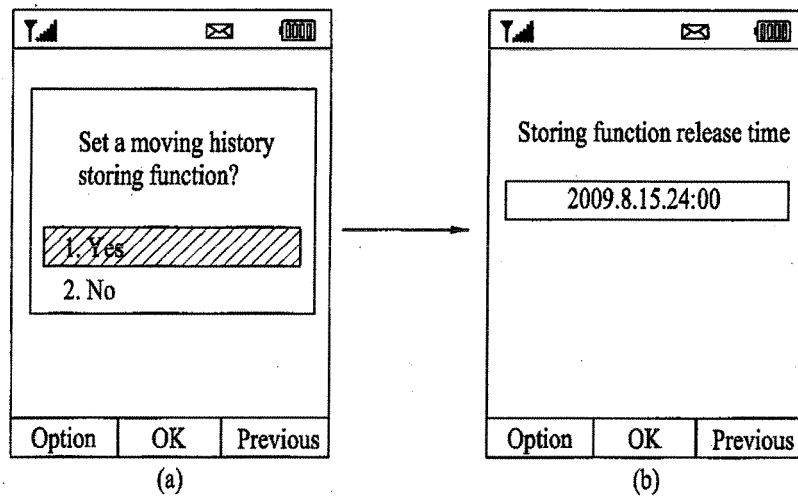 Set a moving history
storing function?
1. Yes
2. No
Option OK Previous
(a)
Storing function release time
2009.8.15.24:00
Option OK Previous
(b)